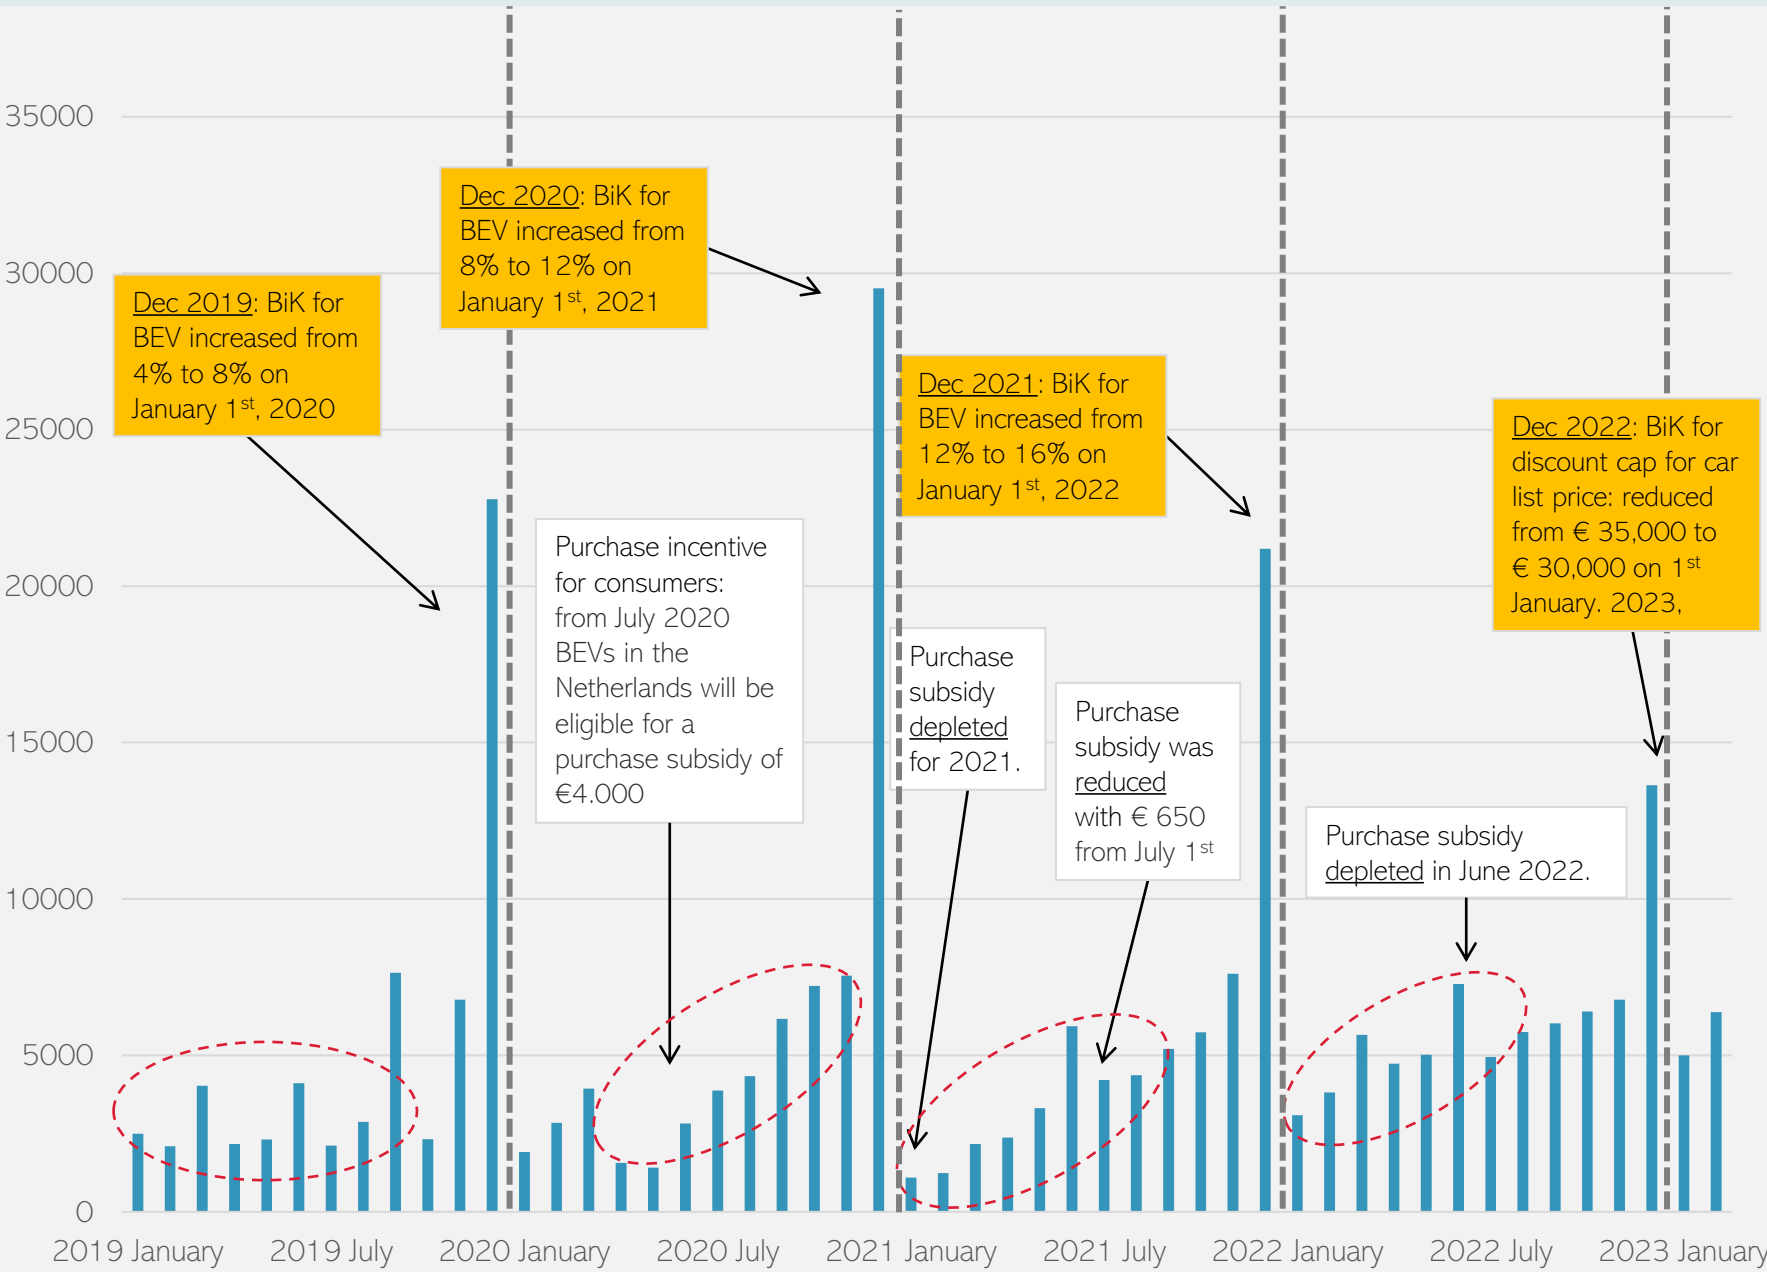 35000
30000
25000
20000
15000
10000
5000
0
Dec 2019: BiK for
BEV increased from
4% to 8% on
January 1st, 2020
Dec 2020: BiK for
BEV increased from
8% to 12% on
January 1st, 2021
Dec 2021: BiK for
BEV increased from
12% to 16% on
January 1st, 2022
Dec 2022: BiK for
discount cap for car
list price: reduced
from € 35,000 to
€ 30,000 on 1st
January. 2023,
Purchase incentive
for consumers:
from July 2020
BEVs in the
Netherlands will be
eligible for a
purchase subsidy of
€4.000
Purchase
subsidy
depleted
for 2021.
Purchase
subsidy was
reduced
with € 650
from July 1st
Purchase subsidy
depleted in June 2022.
2019 January
2019 July
2020 January
2020 July
2021 January
2021 July
2022 January
2022 July
2023 January